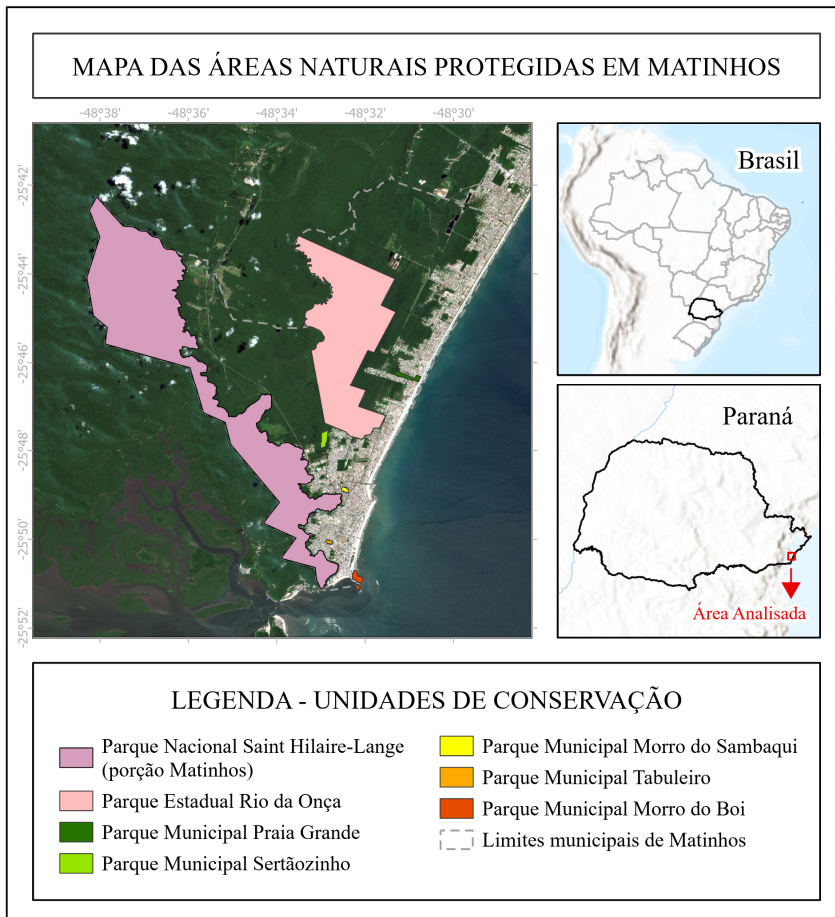 MAPA DAS ÁREAS NATURAIS PROTEGIDAS EM MATINHOS
-48°38' -48°36' -48°34' -48°32' -48°30'
-25°42'
-25°44'
-25°46'
-25°48'
-25°50'
-25°52'
Brasil
Paraná
Área Analisada
LEGENDA - UNIDADES DE CONSERVAÇÃO
Parque Nacional Saint Hilaire-Lange
(porção Matinhos)
Parque Estadual Rio da Onça
Parque Municipal Praia Grande
Parque Municipal Sertãozinho
Parque Municipal Morro do Sambaqui
Parque Municipal Tabuleiro
Parque Municipal Morro do Boi
Limites municipais de Matinhos